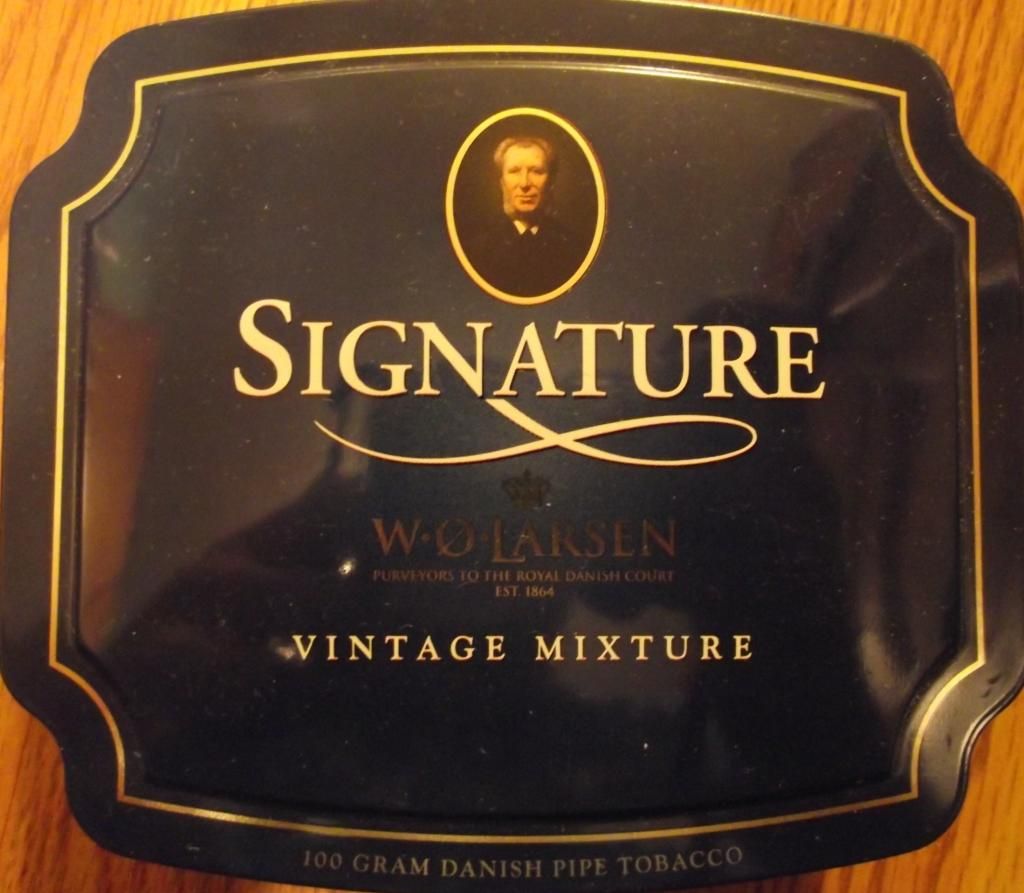 SIGNATURE
W·Ø·LARSEN
PURVEYORS TO THE ROYAL DANISH COURT
EST. 1864
VINTAGE MIXTURE
100 GRAM DANISH PIPE TOBACCO